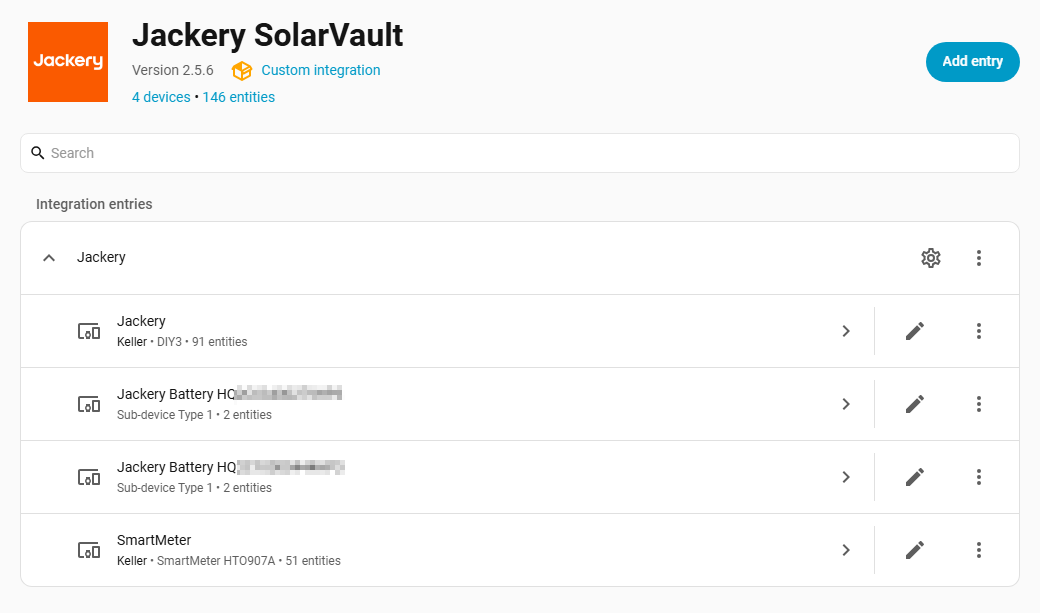 Jackery
Jackery SolarVault
Version 2.5.6 Custom integration
4 devices • 146 entities
Add entry
Search
Integration entries
Jackery
Jackery
Keller • DIY3 • 91 entities
Jackery Battery HQ
Sub-device Type 1 • 2 entities
Jackery Battery HQ
Sub-device Type 1 • 2 entities
SmartMeter
Keller • SmartMeter HTO907A • 51 entities